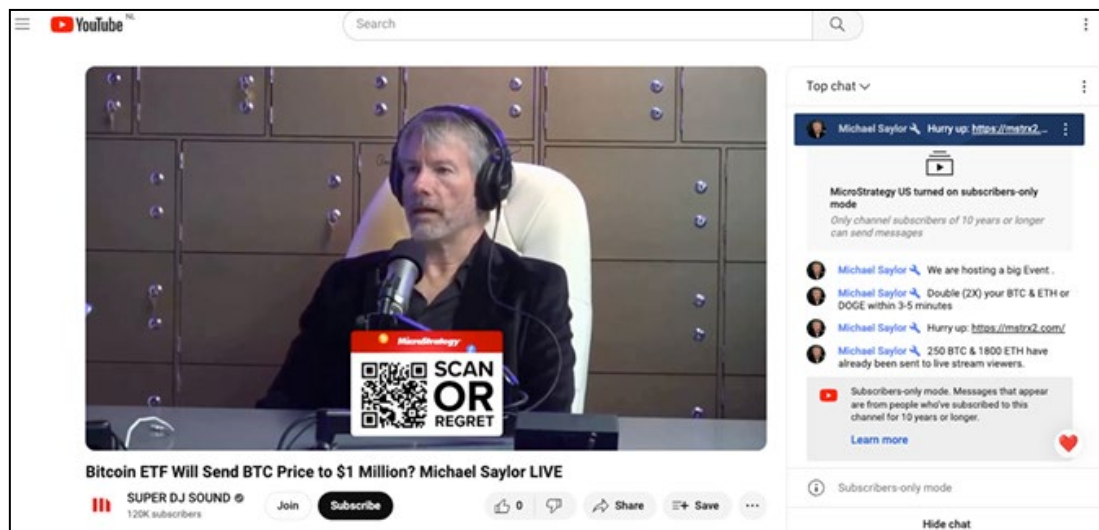 YouTube NL
Search
Top chat
Michael Saylor Hurry up: https://mstrx2...
MicroStrategy US turned on subscribers-only
mode
Only channel subscribers of 10 years or longer
can send messages
Michael Saylor We are hosting a big Event .
Michael Saylor Double (2X) your BTC & ETH or
DOGE within 3-5 minutes
Michael Saylor Hurry up: https://mstrx2.com/
Michael Saylor 250 BTC & 1800 ETH have
already been sent to live stream viewers.
Subscribers-only mode. Messages that appear
are from people who've subscribed to this
channel for 10 years or longer.
Learn more
Subscribers-only mode
Hide chat
MicroStrategy
SCAN
OR
REGRET
Bitcoin ETF Will Send BTC Price to $1 Million? Michael Saylor LIVE
SUPER DJ SOUND
120K subscribers
Join
Subscribe
0
Share
Save